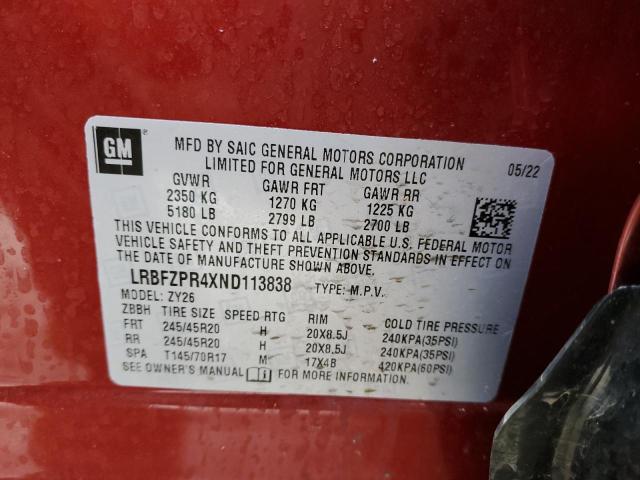 GM ®
MFD BY SAIC GENERAL MOTORS CORPORATION
LIMITED FOR GENERAL MOTORS LLC
05/22
GVWR GAWR FRT GAWR RR
2350 KG 1270 KG 1225 KG
5180 LB 2799 LB 2700 LB
THIS VEHICLE CONFORMS TO ALL APPLICABLE U.S. FEDERAL MOTOR
VEHICLE SAFETY AND THEFT PREVENTION STANDARDS IN EFFECT ON
THE DATE OF MANUFACTURE SHOWN ABOVE.
LRBFZPR4XND113838 TYPE: M.P.V.
MODEL: ZY26
ZBBH TIRE SIZE SPEED RTG RIM COLD TIRE PRESSURE
FRT 245/45R20 H 20X8.5J 240KPA(35PSI)
RR 245/45R20 H 20X8.5J 240KPA(35PSI)
SPA T145/70R17 M 17X4B 420KPA(60PSI)
SEE OWNER'S MANUAL FOR MORE INFORMATION.